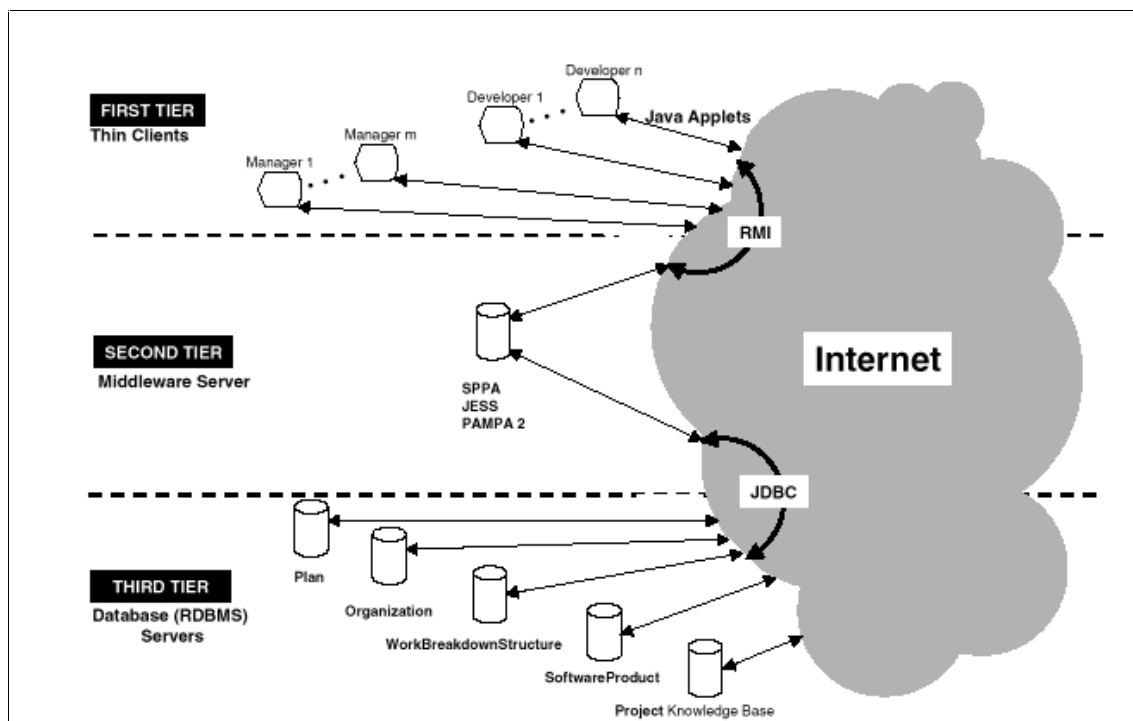 Developer n
FIRST TIER
Thin Clients
Developer 1
Java Applets
Manager m
Manager 1
RMI
SECOND TIER
Middleware Server
Internet
SPPA
JESS
PAMPA 2
JDBC
THIRD TIER
Database (RDBMS)
Servers
Plan
Organization
WorkBreakdownStructure
SoftwareProduct
Project Knowledge Base